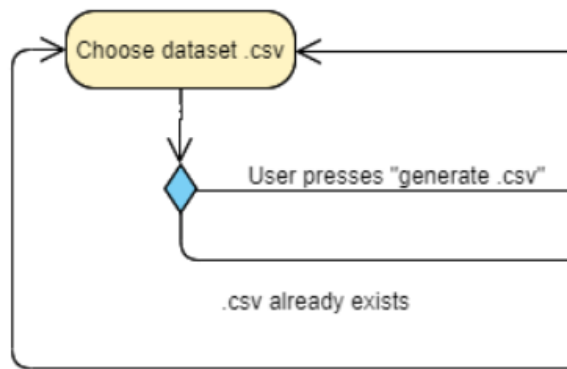 Choose dataset .csv
User presses "generate .csv"
.csv already exists